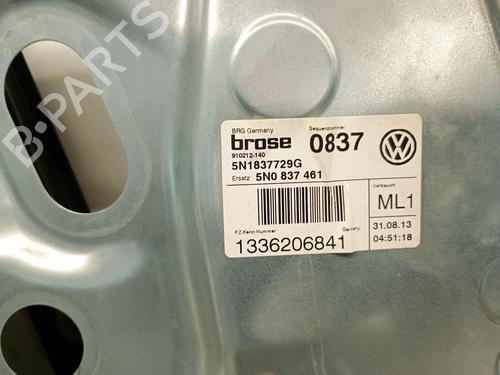 B-PARTS
BRG Germany
brose
910212-140
Sequenznummer
0837
5N1837729G
Ersatz: 5N0 837 461
Verbauort
ML1
FZ-Kenn-Nummer
Germany
1336206841
31.08.13
04:51:18